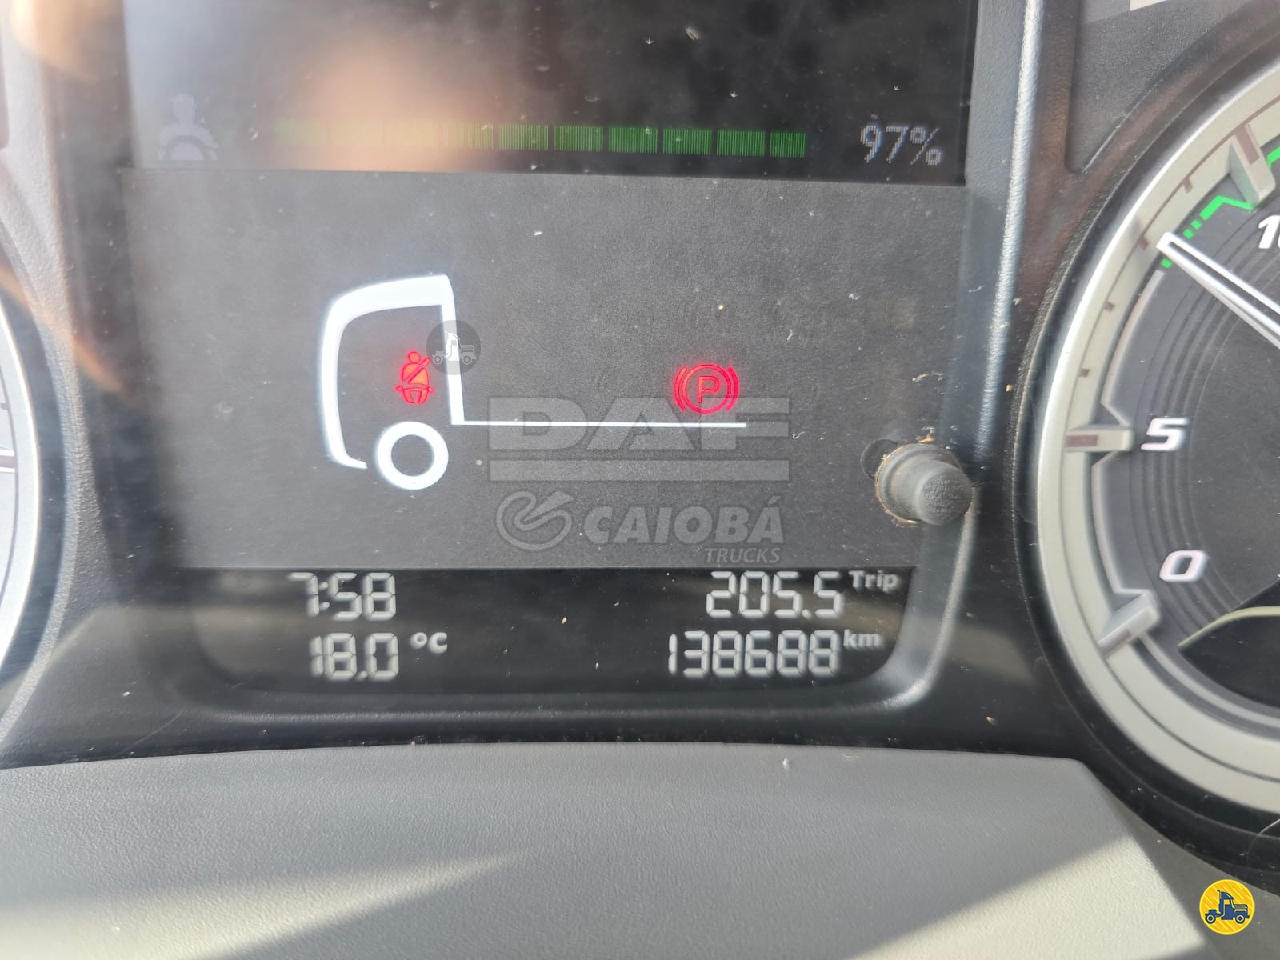 97%
P
DAF
CAIOBÁ
TRUCKS
7:58
205.5 Trip
18.0 °C
138688 km
5
0